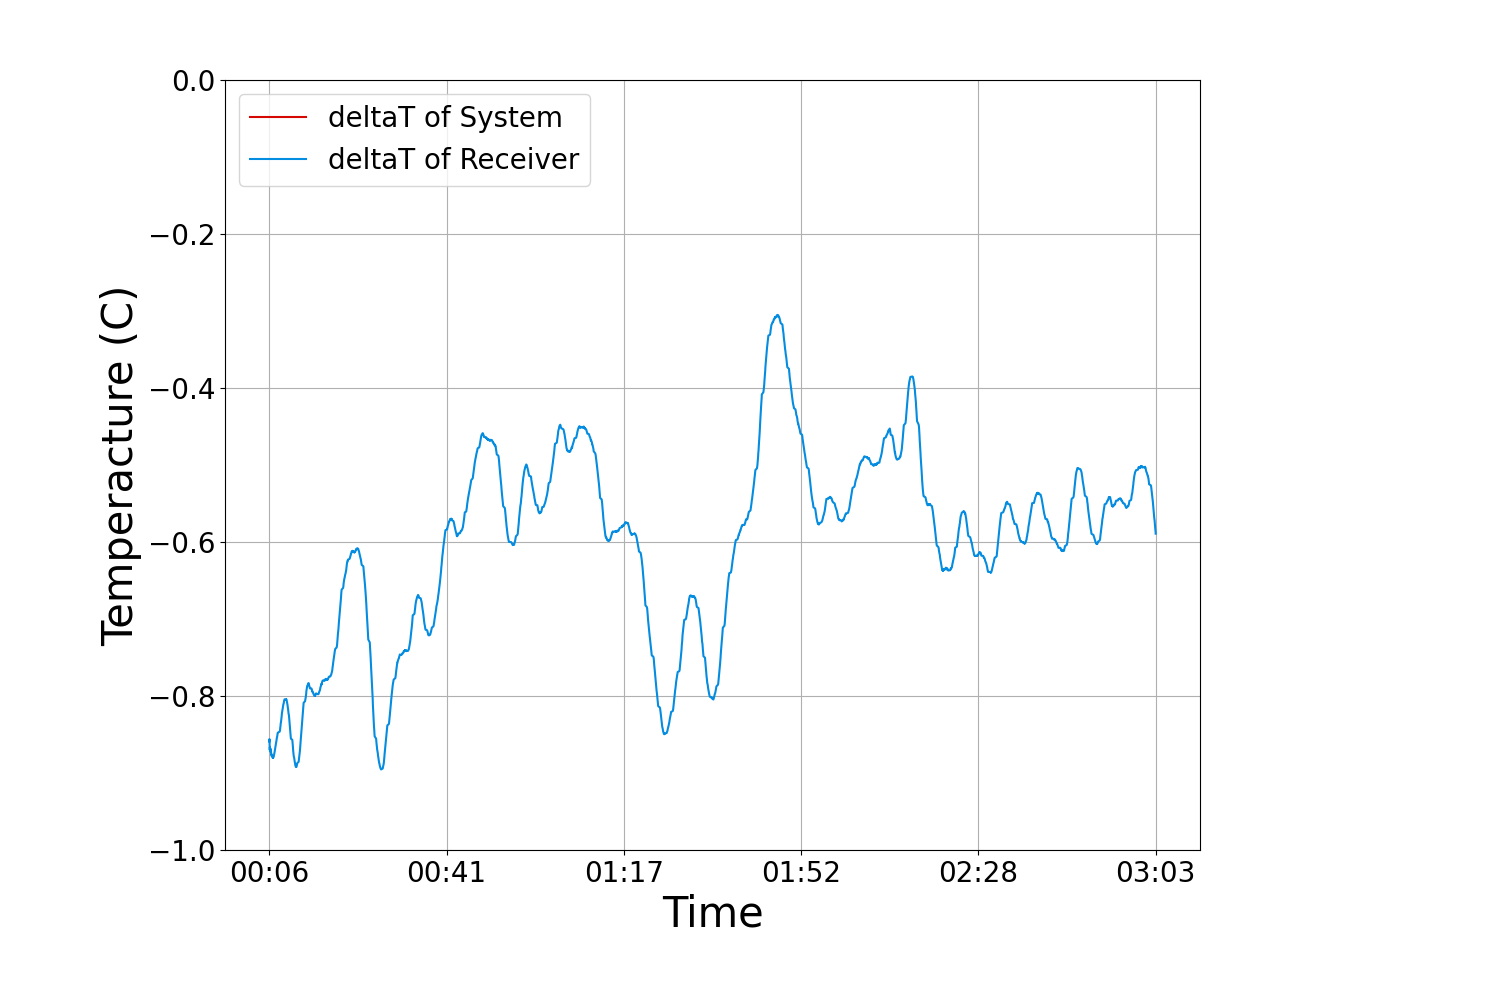 0.0
−0.2
−0.4
−0.6
−0.8
−1.0
Temperacture (C)
deltaT of System
deltaT of Receiver
00:06 00:41 01:17 01:52 02:28 03:03
Time